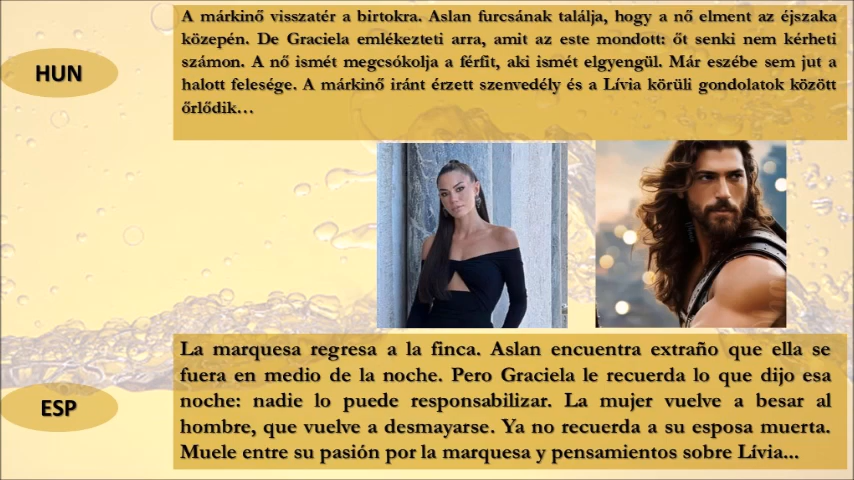 A márkinő visszatér a birtokra. Aslan furcsának találja, hogy a nő elment az éjszaka
közepén. De Graciela emlékezteti arra, amit az este mondott: őt senki nem kérheti
számon. A nő ismét megcsókolja a férfit, aki ismét elgyengül. Már eszébe sem jut a
halott felesége. A márkinő iránt érzett szenvedély és a Lívia körüli gondolatok között
őrlődik…
HUN
La marquesa regresa a la finca. Aslan encuentra extraño que ella se
fuera en medio de la noche. Pero Graciela le recuerda lo que dijo esa
noche: nadie lo puede responsabilizar. La mujer vuelve a besar al
hombre, que vuelve a desmayarse. Ya no recuerda a su esposa muerta.
Muele entre su pasión por la marquesa y pensamientos sobre Lívia...
ESP